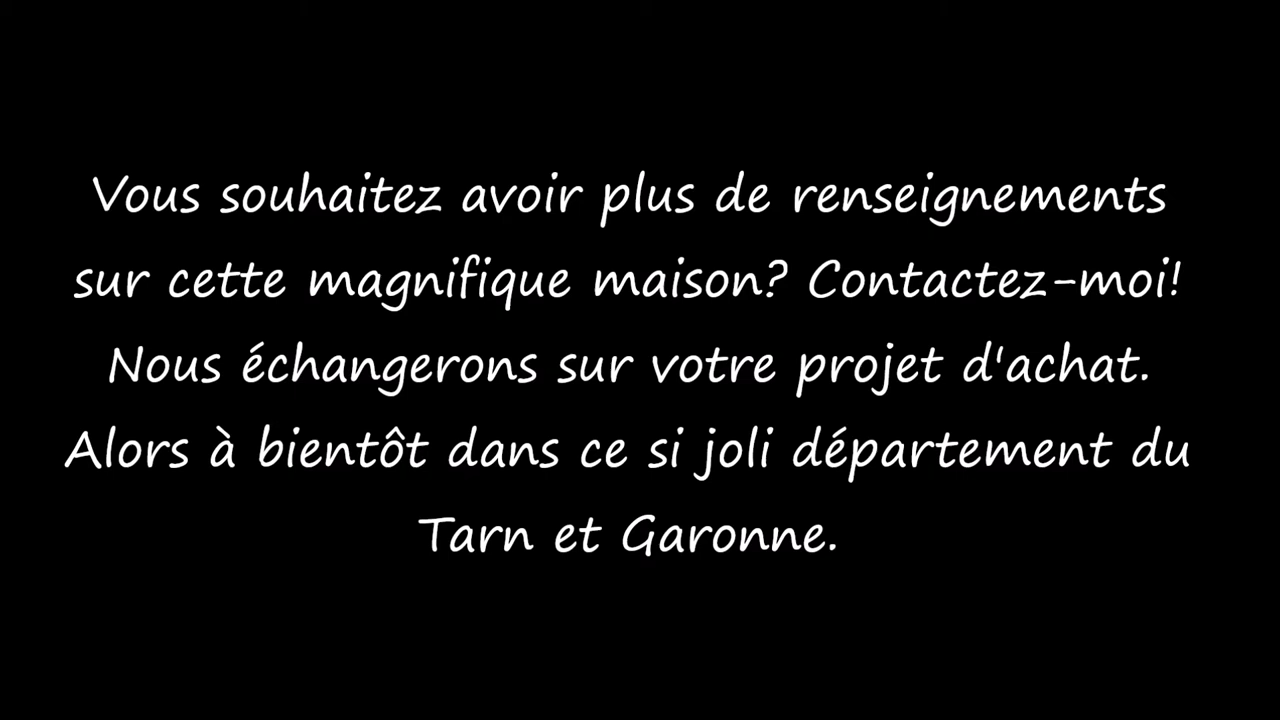 Vous souhaitez avoir plus de renseignements
sur cette magnifique maison? Contactez-moi!
Nous échangerons sur votre projet d'achat.
Alors à bientôt dans ce si joli département du
Tarn et Garonne.